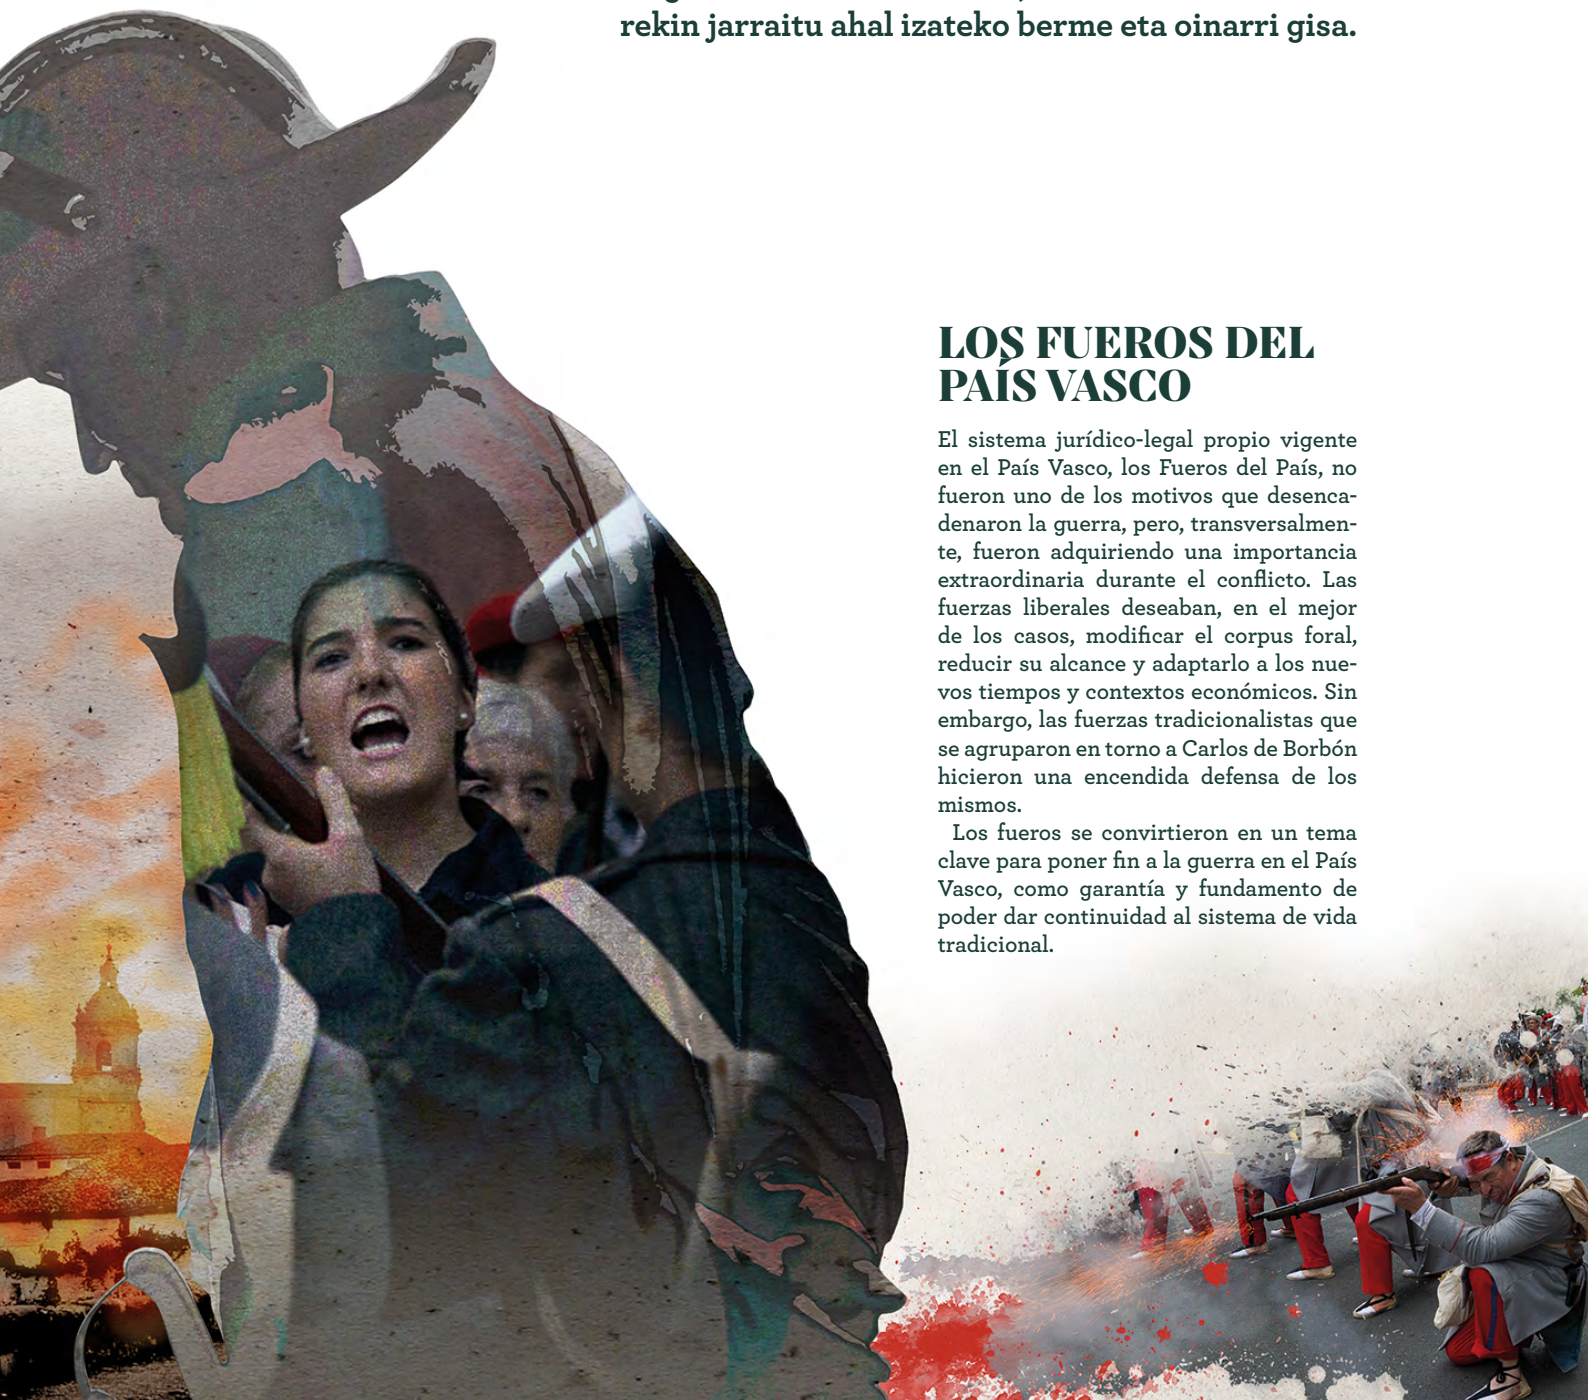 rekin jarraitu ahal izateko berme eta oinarri gisa.
LOS FUEROS DEL
PAÍS VASCO
El sistema jurídico-legal propio vigente
en el País Vasco, los Fueros del País, no
fueron uno de los motivos que desenca-
denaron la guerra, pero, transversalmen-
te, fueron adquiriendo una importancia
extraordinaria durante el conflicto. Las
fuerzas liberales deseaban, en el mejor
de los casos, modificar el corpus foral,
reducir su alcance y adaptarlo a los nue-
vos tiempos y contextos económicos. Sin
embargo, las fuerzas tradicionalistas que
se agruparon en torno a Carlos de Borbón
hicieron una encendida defensa de los
mismos.
Los fueros se convirtieron en un tema
clave para poner fin a la guerra en el País
Vasco, como garantía y fundamento de
poder dar continuidad al sistema de vida
tradicional.